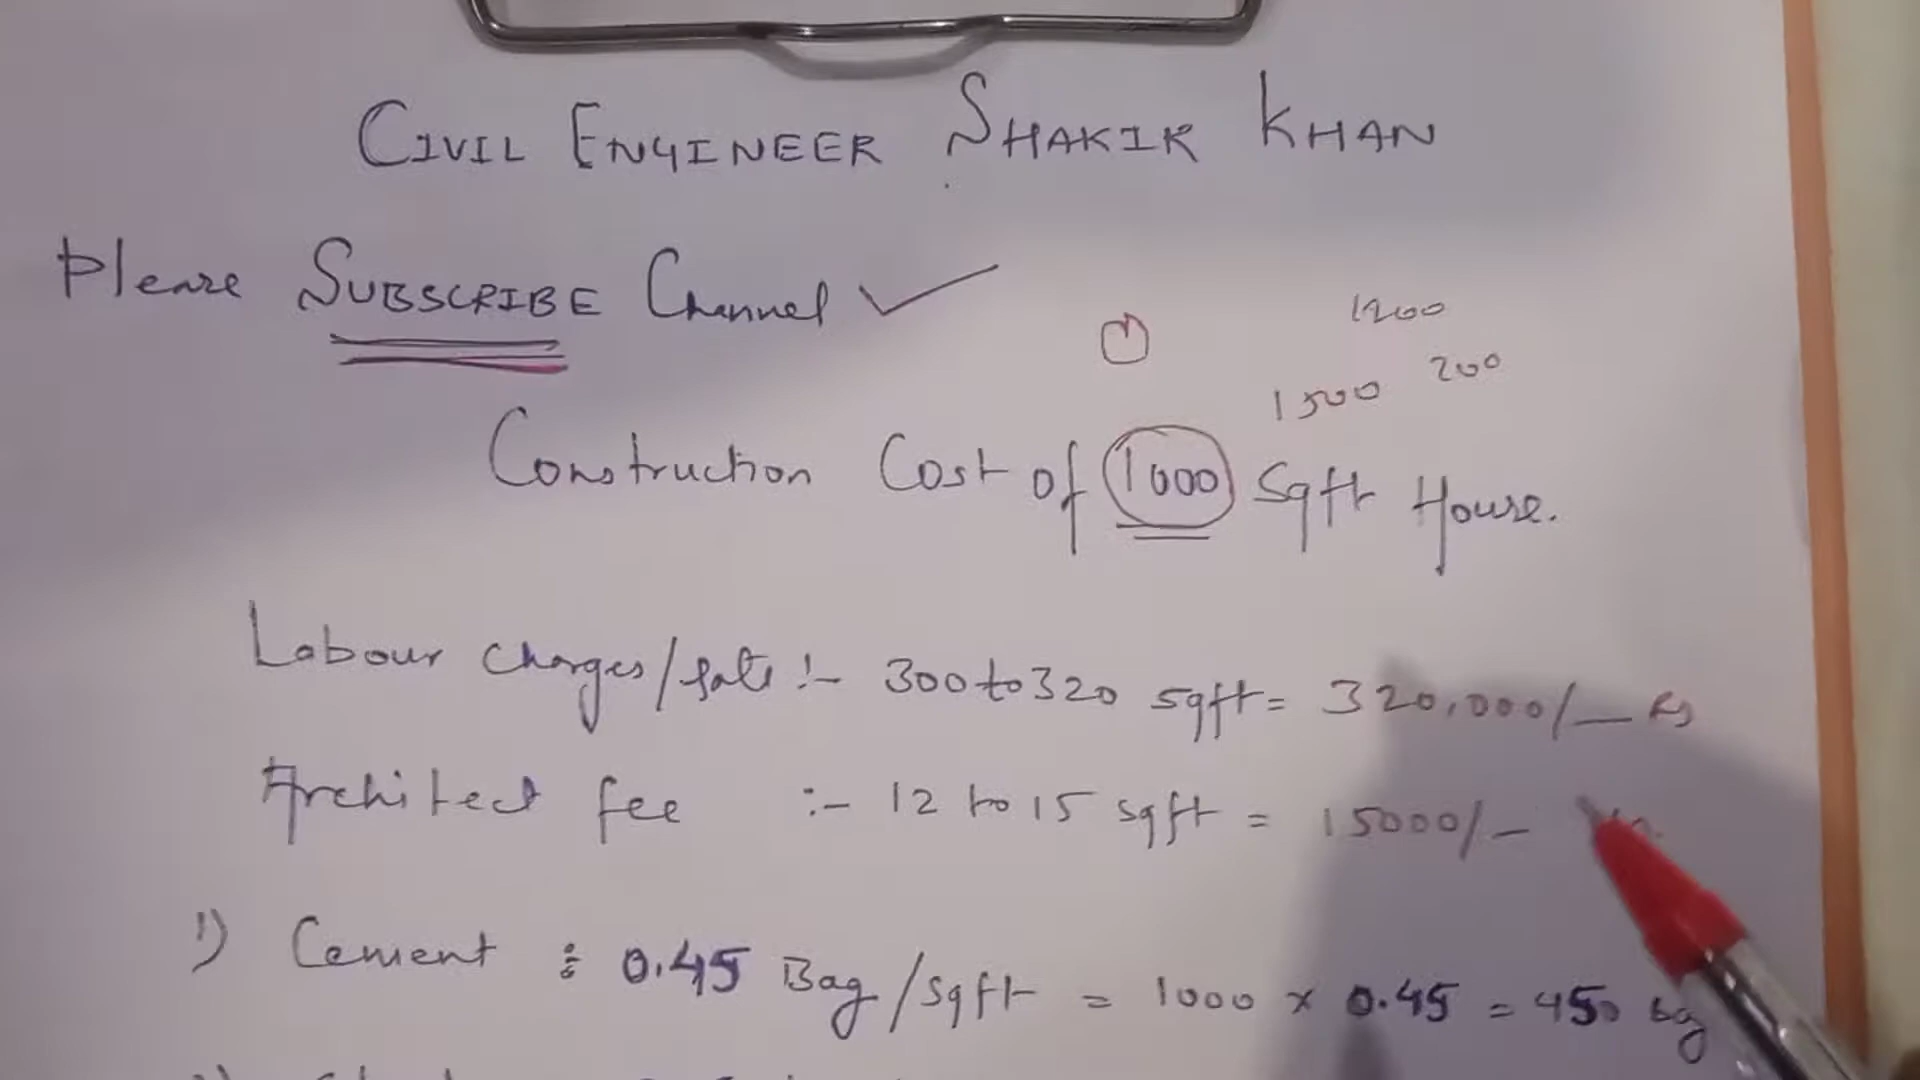 CIVIL ENGINEER SHAKIR KHAN
Please SUBSCRIBE Channel
1200
200
1500
Construction Cost of 1000 Sqft House.
Labour charges/rate :- 300 to 320 sqft = 320,000/- Rs
Architect fee :- 12 to 15 sqft = 15000/-
1) Cement : 0.45 Bag/sqft = 1000 x 0.45 = 450 bg